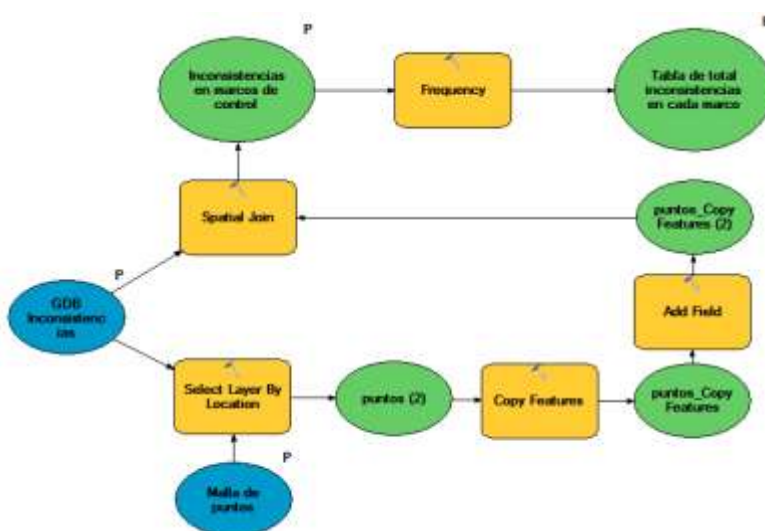 P
Inconsistencias
en marcos de
control
Frequency
Tabla de total
inconsistencias
en cada marco
Spatial Join
puntos_Copy
Features (2)
P
GDB
Inconsistenc
ias
Add Field
Select Layer By
Location
puntos (2)
Copy Features
puntos_Copy
Features
P
Malla de
puntos